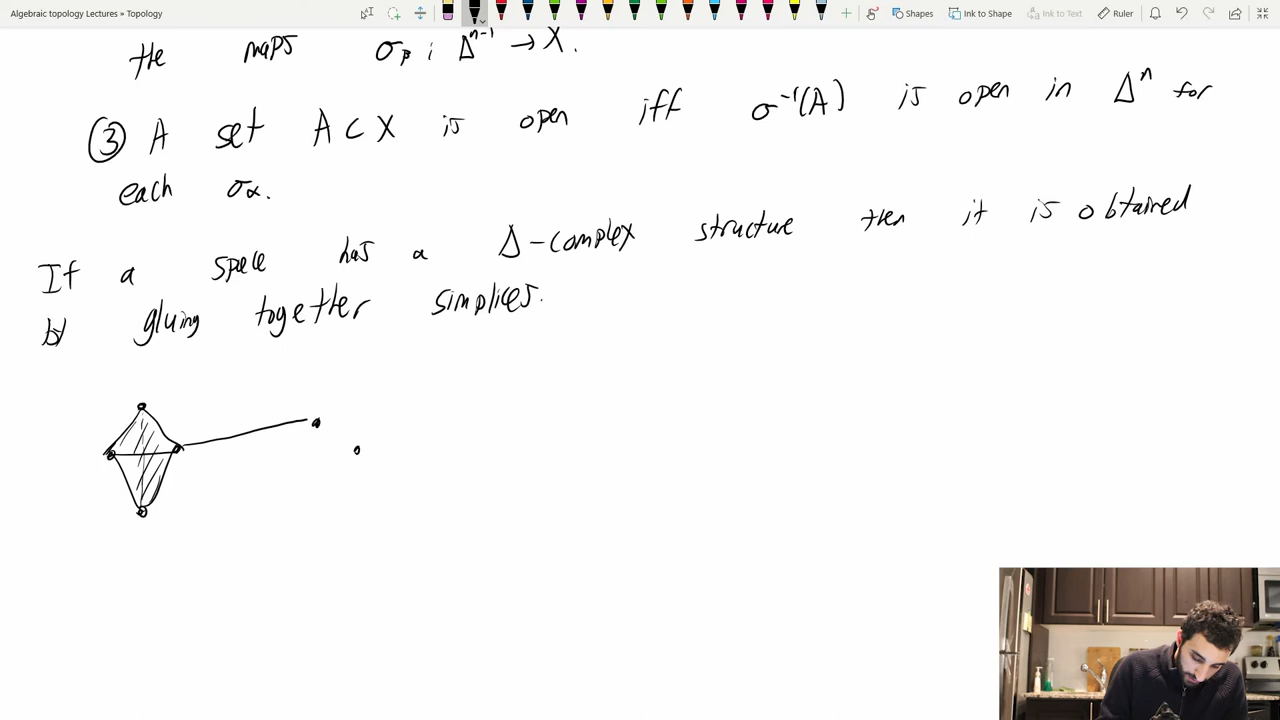 Algebraic topology Lectures » Topology
Shapes
Ink to Shape
Ink to Text
Ruler
the maps σβ : Δⁿ⁻¹ → X.
③ A set A ⊂ X is open iff σ⁻¹(A) is open in Δⁿ for
each σα.
If a space has a Δ-complex structure then it is obtained
by gluing together simplices.